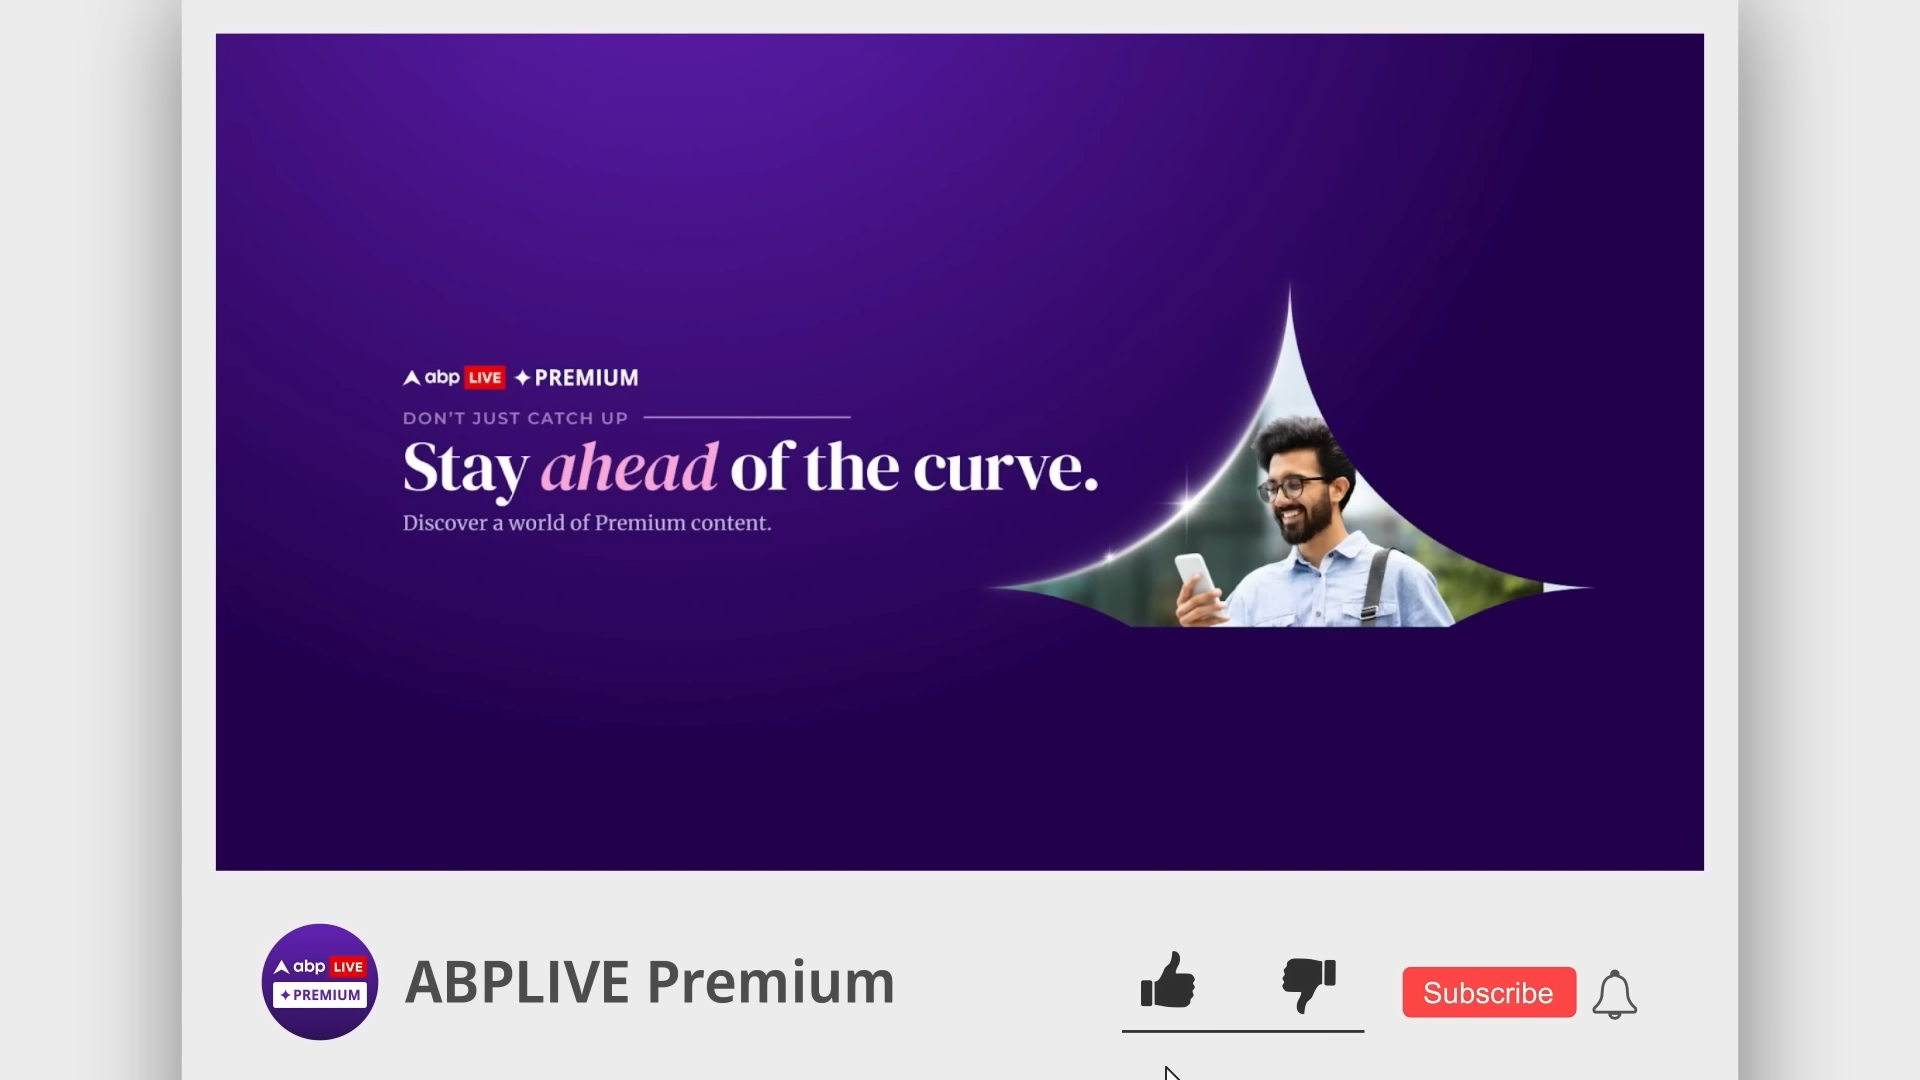 abp LIVE PREMIUM
DON'T JUST CATCH UP
Stay ahead of the curve.
Discover a world of Premium content.
abp LIVE
PREMIUM
ABPLIVE Premium
Subscribe